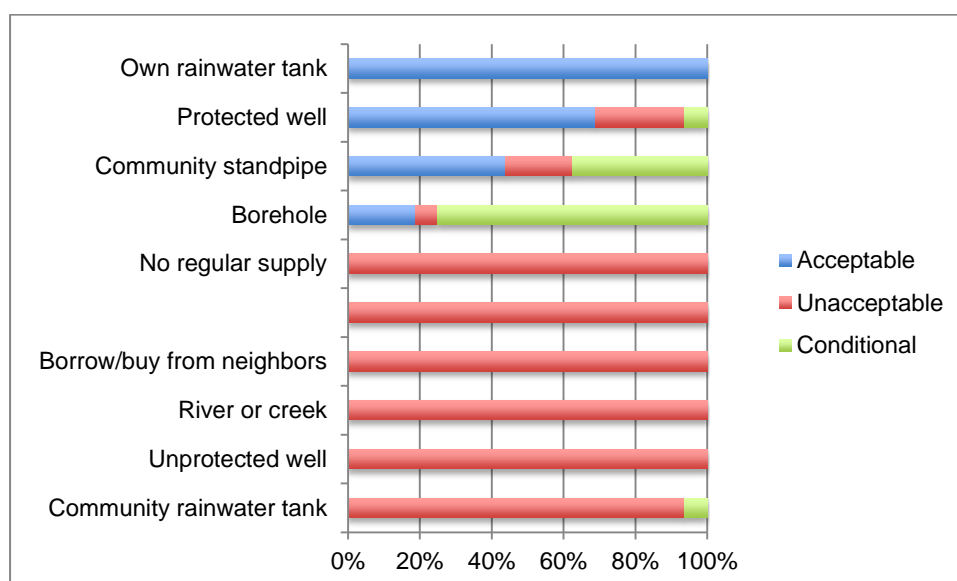 Own rainwater tank
Protected well
Community standpipe
Borehole
No regular supply
Borrow/buy from neighbors
River or creek
Unprotected well
Community rainwater tank
0% 20% 40% 60% 80% 100%
Acceptable
Unacceptable
Conditional